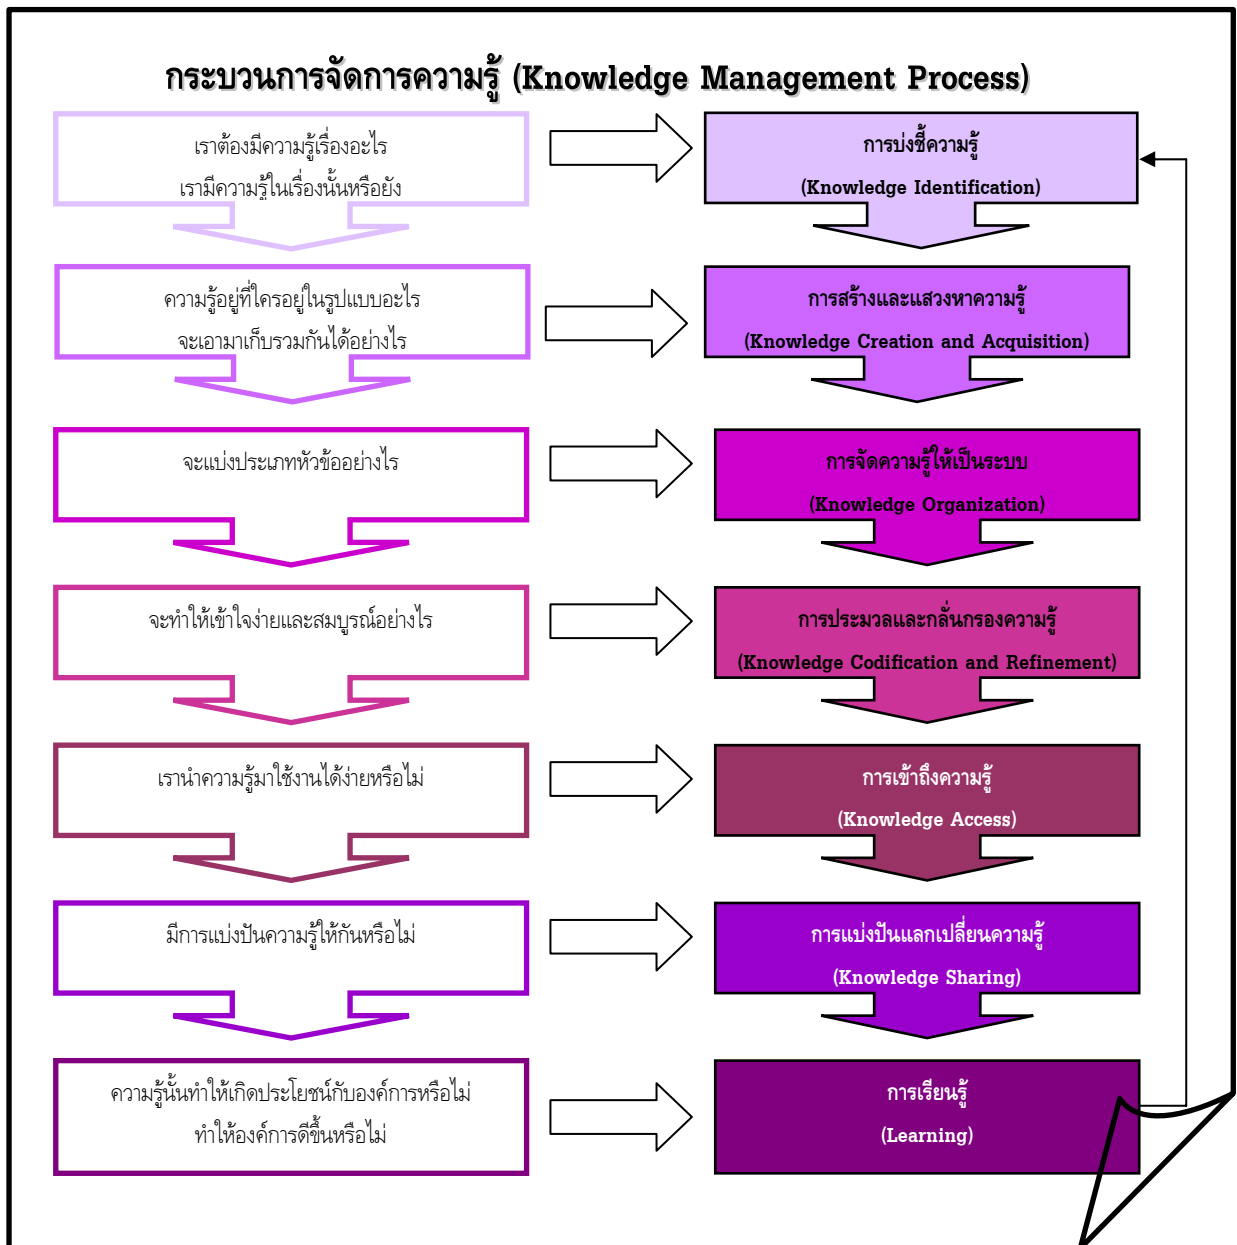 กระบวนการจัดการความรู้ (Knowledge Management Process)
เราต้องมีความรู้เรื่องอะไร
เรามีความรู้ในเรื่องนั้นหรือยัง
การบ่งชี้ความรู้
(Knowledge Identification)
ความรู้อยู่ที่ใครอยู่ในรูปแบบอะไร
จะเอามาเก็บรวมกันได้อย่างไร
การสร้างและแสวงหาความรู้
(Knowledge Creation and Acquisition)
จะแบ่งประเภทหัวข้ออย่างไร
การจัดความรู้ให้เป็นระบบ
(Knowledge Organization)
จะทำให้เข้าใจง่ายและสมบูรณ์อย่างไร
การประมวลและกลั่นกรองความรู้
(Knowledge Codification and Refinement)
เรานำความรู้มาใช้งานได้ง่ายหรือไม่
การเข้าถึงความรู้
(Knowledge Access)
มีการแบ่งปันความรู้ให้กันหรือไม่
การแบ่งปันแลกเปลี่ยนความรู้
(Knowledge Sharing)
ความรู้นั้นทำให้เกิดประโยชน์กับองค์การหรือไม่
ทำให้องค์การดีขึ้นหรือไม่
การเรียนรู้
(Learning)